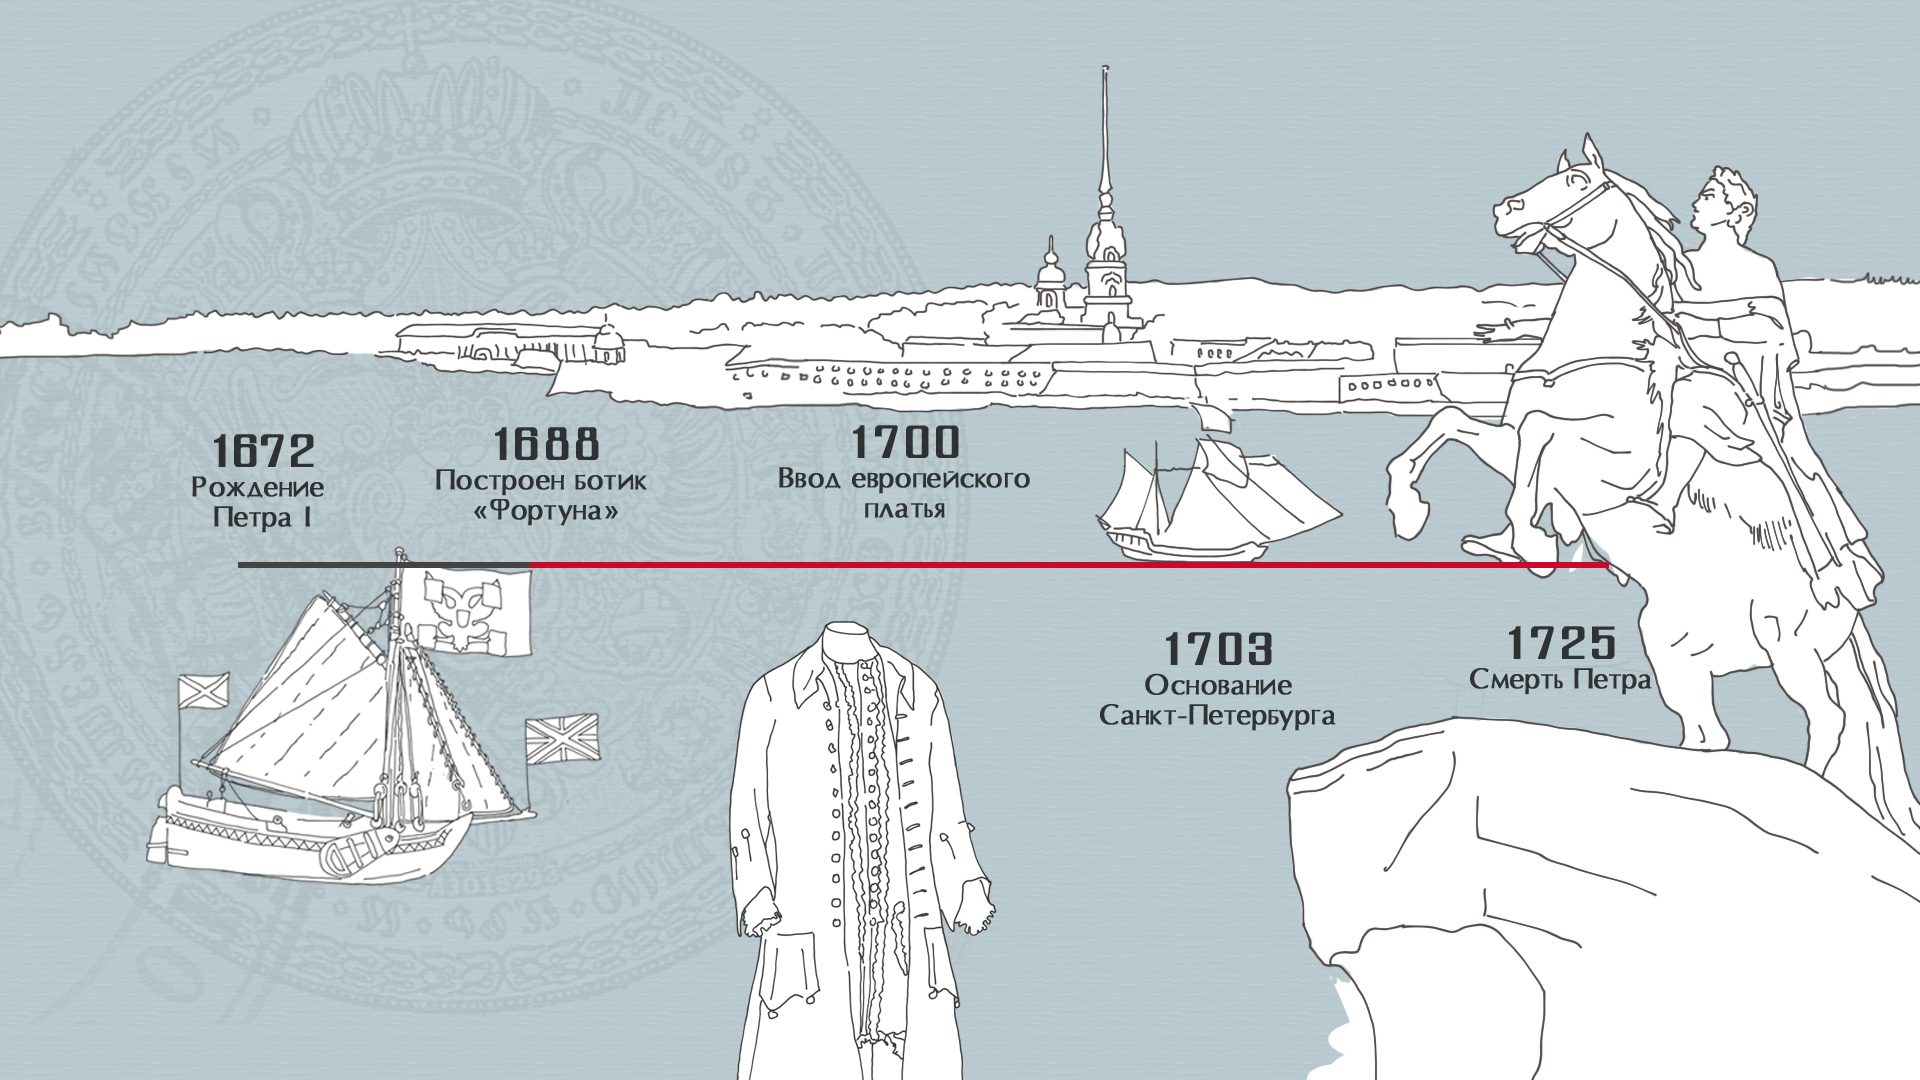 1672
Рождение
Петра I
1688
Построен ботик
«Фортуна»
1700
Ввод европейского
платья
1703
Основание
Санкт-Петербурга
1725
Смерть Петра